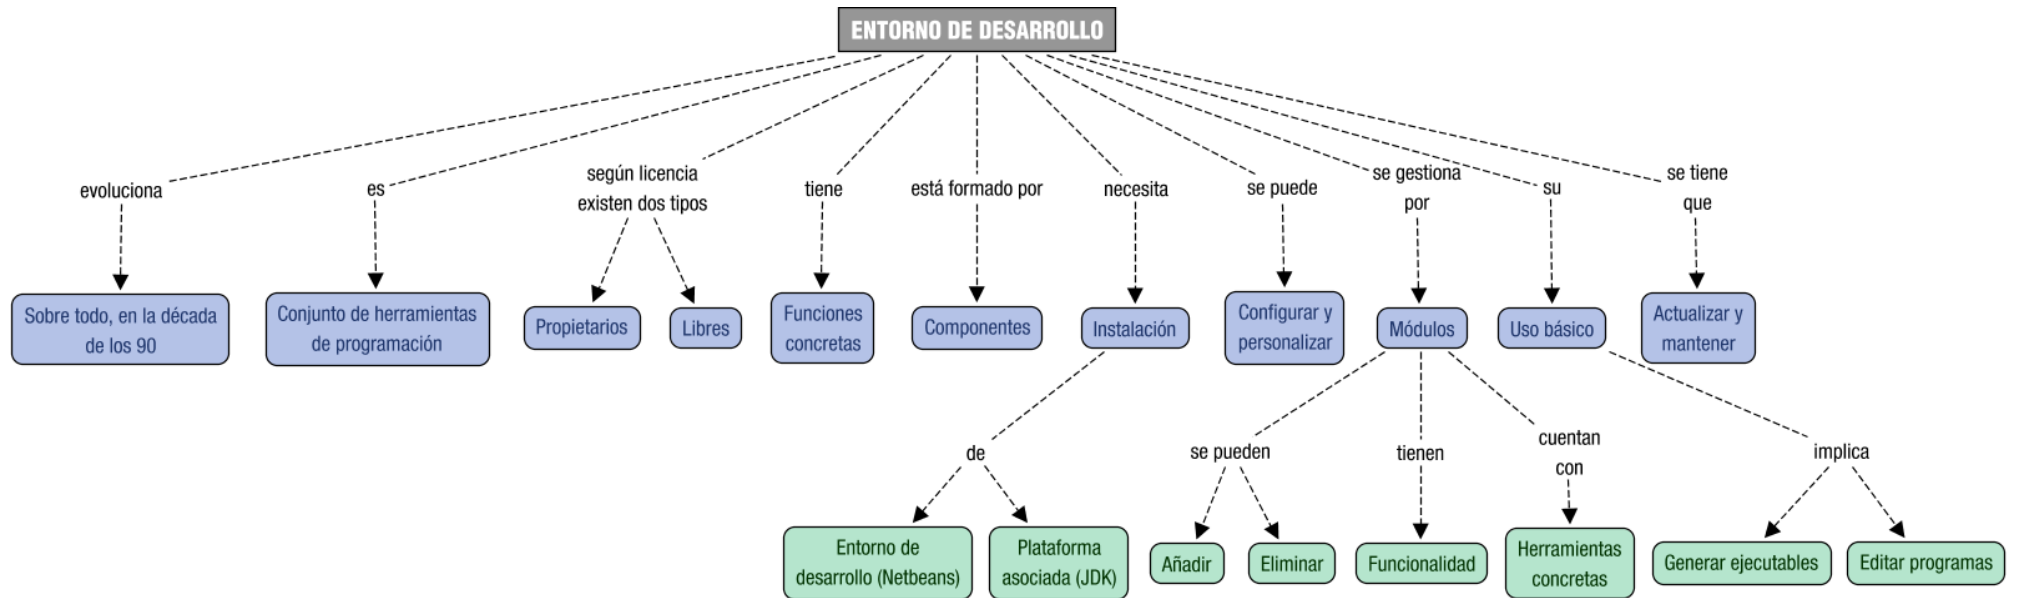 ENTORNO DE DESARROLLO
evoluciona
es
según licencia
existen dos tipos
tiene
está formado por
necesita
se puede
se gestiona
por
su
se tiene
que
Sobre todo, en la década
de los 90
Conjunto de herramientas
de programación
Propietarios
Libres
Funciones
concretas
Componentes
Instalación
Configurar y
personalizar
Módulos
Uso básico
Actualizar y
mantener
de
se pueden
tienen
cuentan
con
implica
Entorno de
desarrollo (Netbeans)
Plataforma
asociada (JDK)
Añadir
Eliminar
Funcionalidad
Herramientas
concretas
Generar ejecutables
Editar programas